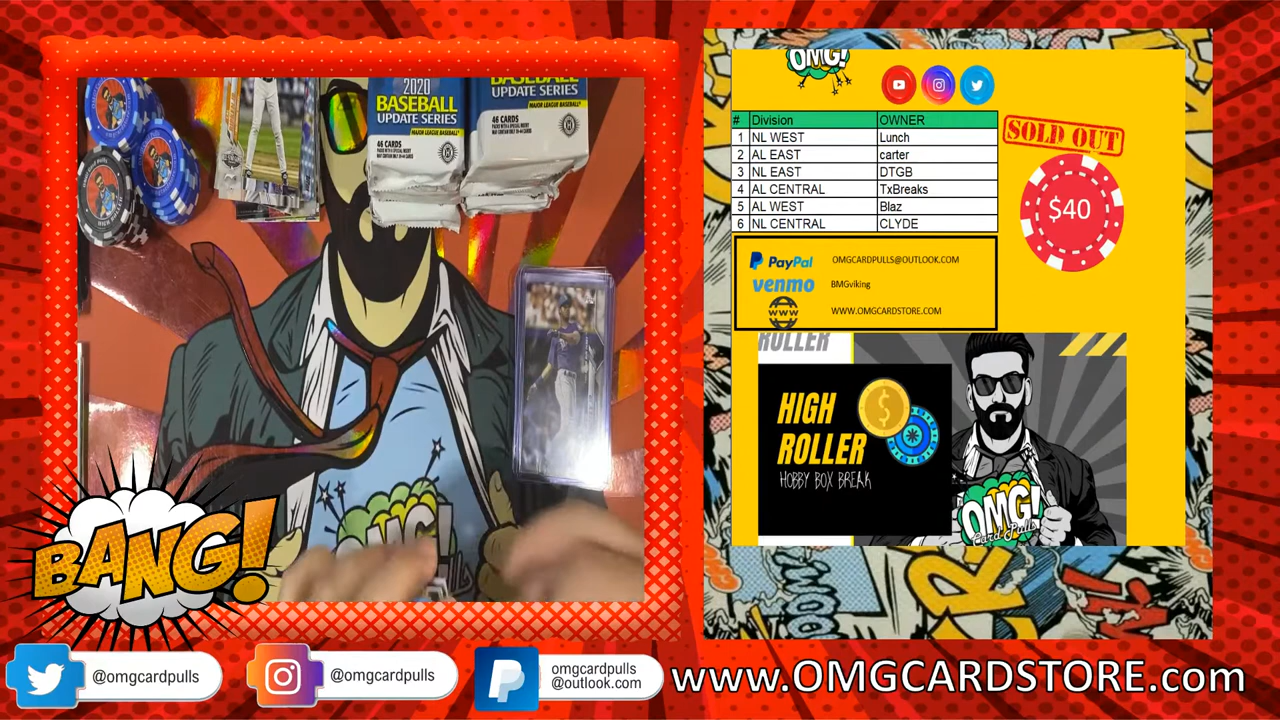 2020
BASEBALL
UPDATE SERIES
MAJOR LEAGUE BASEBALL
46 CARDS
BASEBALL
UPDATE SERIES
MAJOR LEAGUE BASEBALL
46 CARDS
OMG!
BANG!
@omgcardpulls
@omgcardpulls
omgcardpulls
@outlook.com
www.OMGCARDSTORE.com
OMG!
# Division OWNER
1 NL WEST Lunch
2 AL EAST carter
3 NL EAST DTGB
4 AL CENTRAL TxBreaks
5 AL WEST Blaz
6 NL CENTRAL CLYDE
SOLD OUT
$40
PayPal OMGCARDPULLS@OUTLOOK.COM
venmo BMGviking
WWW WWW.OMGCARDSTORE.COM
ROLLER
HIGH
ROLLER
HOBBY BOX BREAK
$
OMG!
Card Pulls